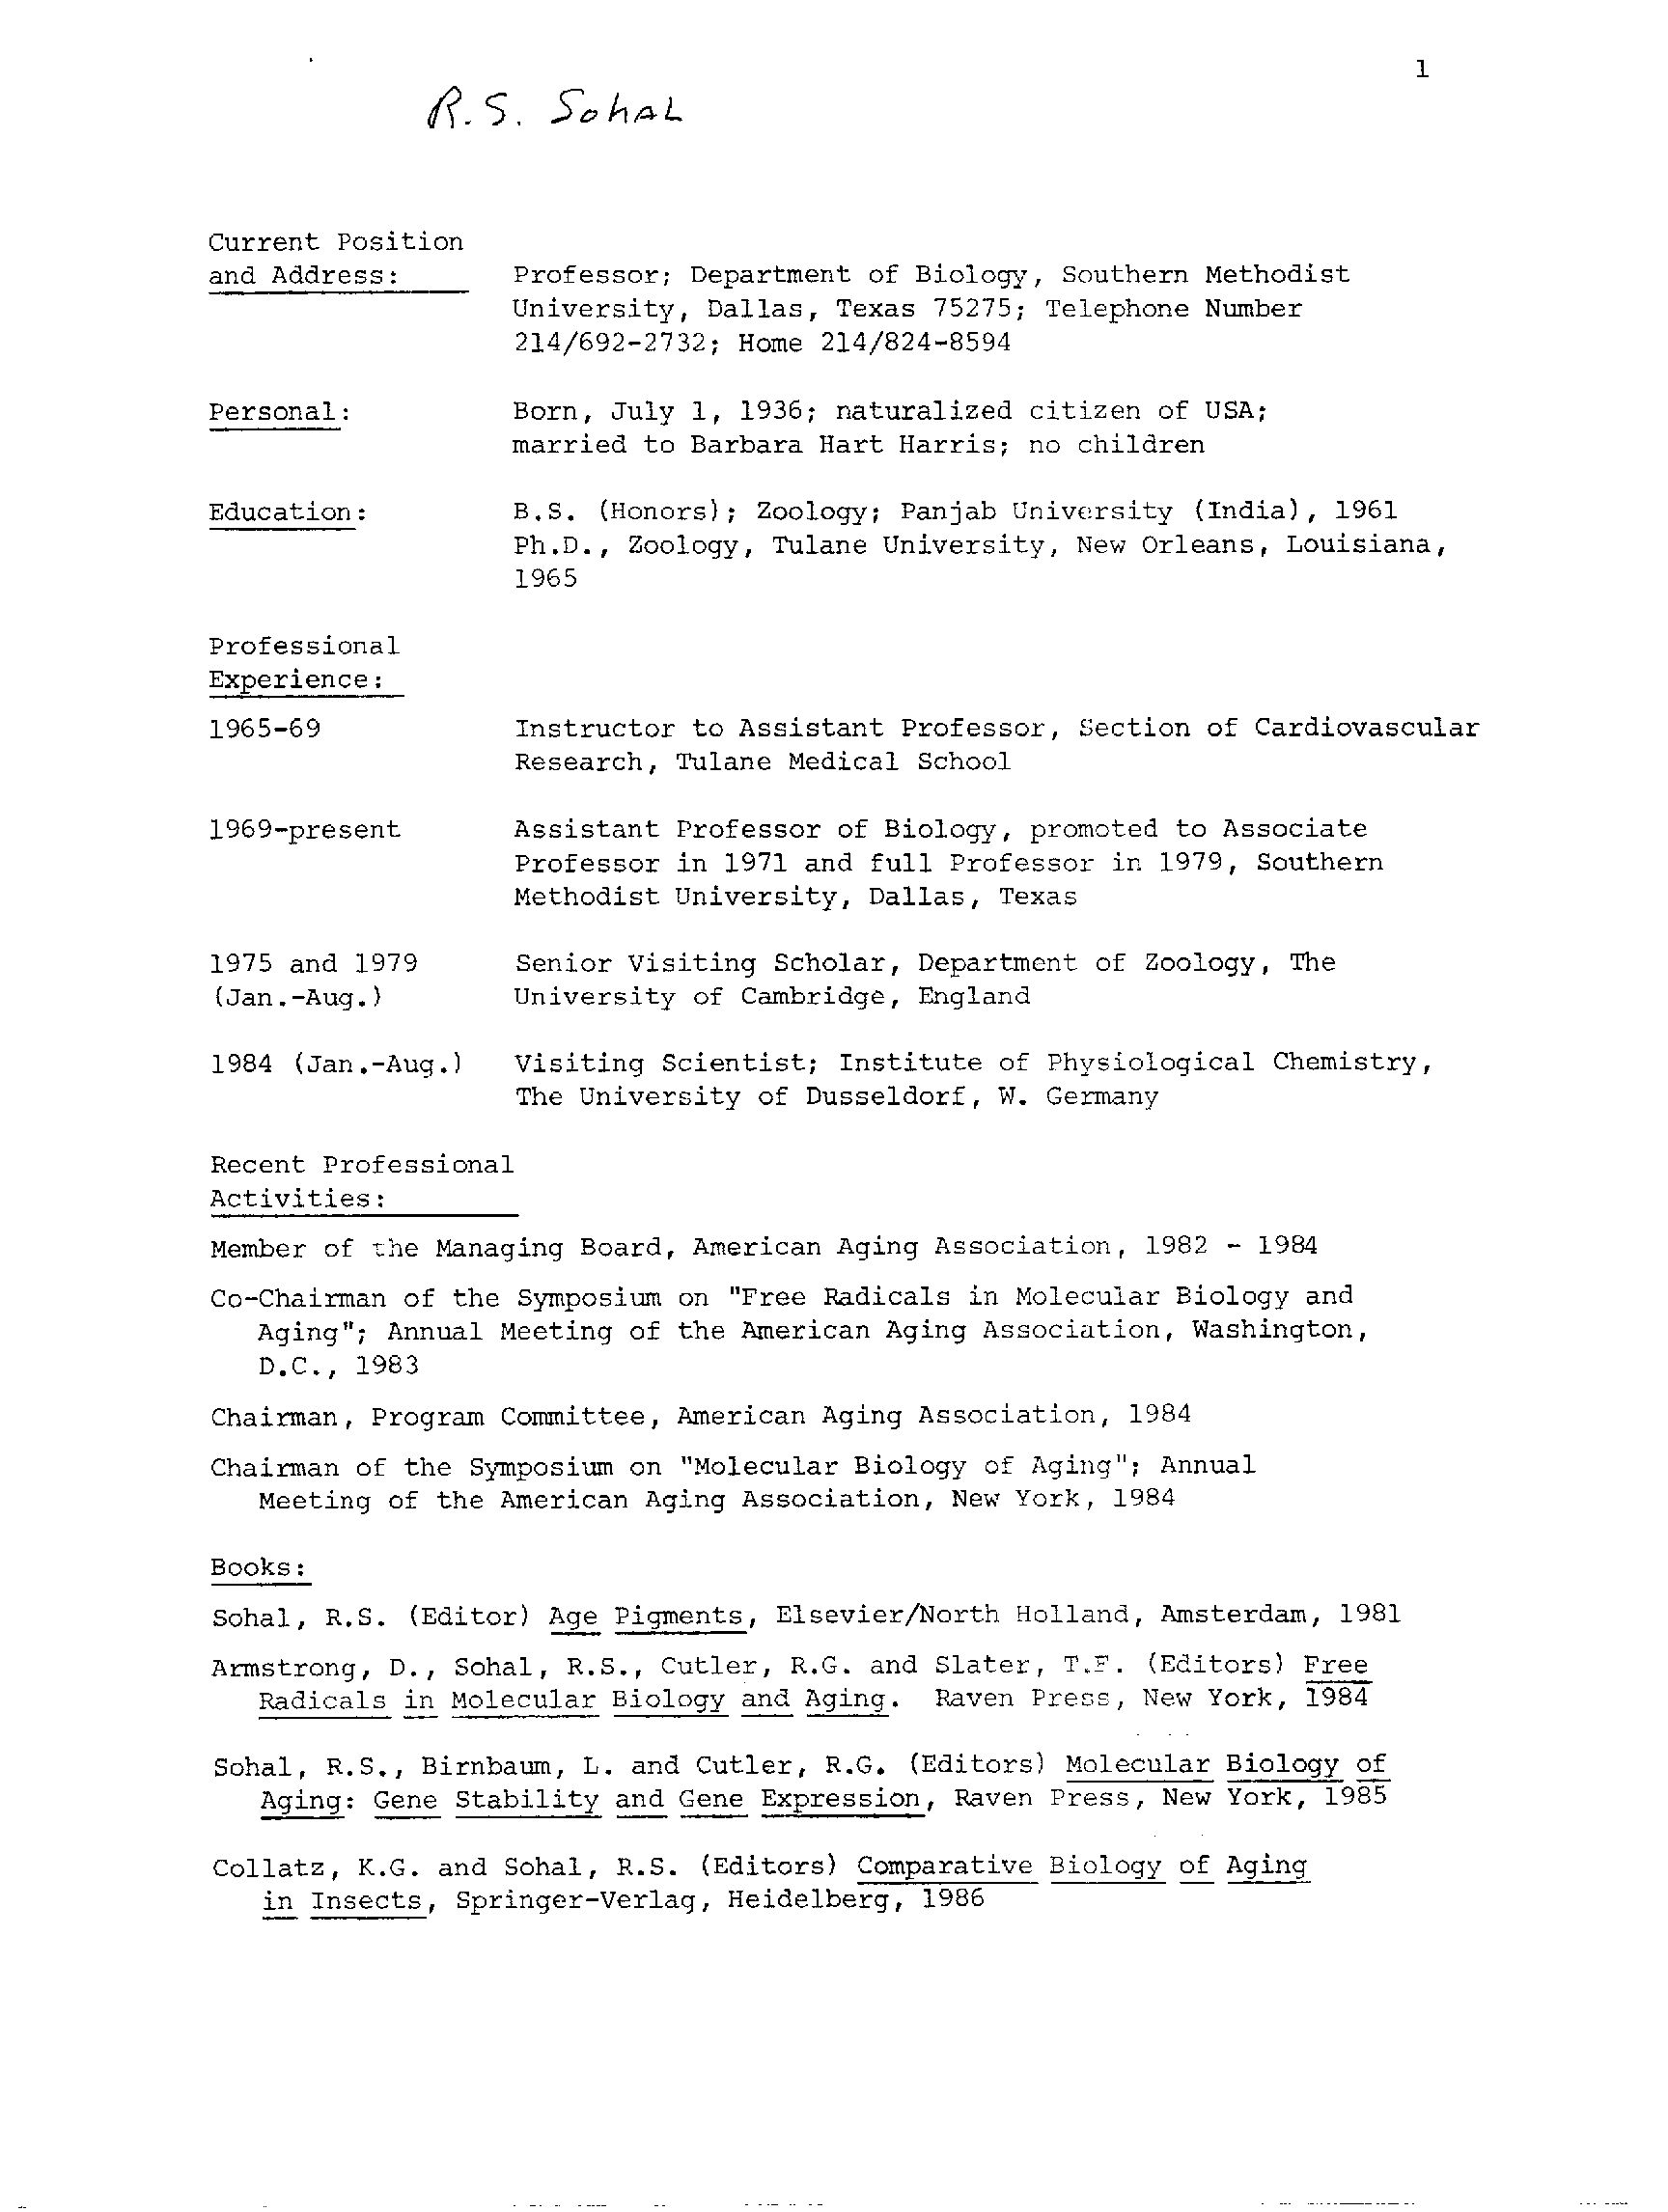 1
R.S. Sohal
Current Position
and Address:
Professor; Department of Biology, Southern Methodist
University, Dallas, Texas 75275; Telephone Number
214/692-2732; Home 214/824-8594
Personal:
Born, July 1, 1936; naturalized citizen of USA;
married to Barbara Hart Harris; no children
Education:
B.S. (Honors); Zoology; Panjab University (India), 1961
Ph.D., Zoology, Tulane University, New Orleans, Louisiana,
1965
Professional
Experience:
1965-69
Instructor to Assistant Professor, Section of Cardiovascular
Research, Tulane Medical School
1969-present
Assistant Professor of Biology, promoted to Associate
Professor in 1971 and full Professor in 1979, Southern
Methodist University, Dallas, Texas
1975 and 1979
(Jan.-Aug.)
Senior Visiting Scholar, Department of Zoology, The
University of Cambridge, England
1984 (Jan.-Aug.)
Visiting Scientist; Institute of Physiological Chemistry,
The University of Dusseldorf, W. Germany
Recent Professional
Activities:
Member of the Managing Board, American Aging Association, 1982 - 1984
Co-Chairman of the Symposium on "Free Radicals in Molecular Biology and
Aging"; Annual Meeting of the American Aging Association, Washington,
D.C., 1983
Chairman, Program Committee, American Aging Association, 1984
Chairman of the Symposium on "Molecular Biology of Aging"; Annual
Meeting of the American Aging Association, New York, 1984
Books:
Sohal, R.S. (Editor) Age Pigments, Elsevier/North Holland, Amsterdam, 1981
Armstrong, D., Sohal, R.S., Cutler, R.G. and Slater, T.F. (Editors) Free
Radicals in Molecular Biology and Aging. Raven Press, New York, 1984
Sohal, R.S., Birnbaum, L. and Cutler, R.G. (Editors) Molecular Biology of
Aging: Gene Stability and Gene Expression, Raven Press, New York, 1985
Collatz, K.G. and Sohal, R.S. (Editors) Comparative Biology of Aging
in Insects, Springer-Verlag, Heidelberg, 1986